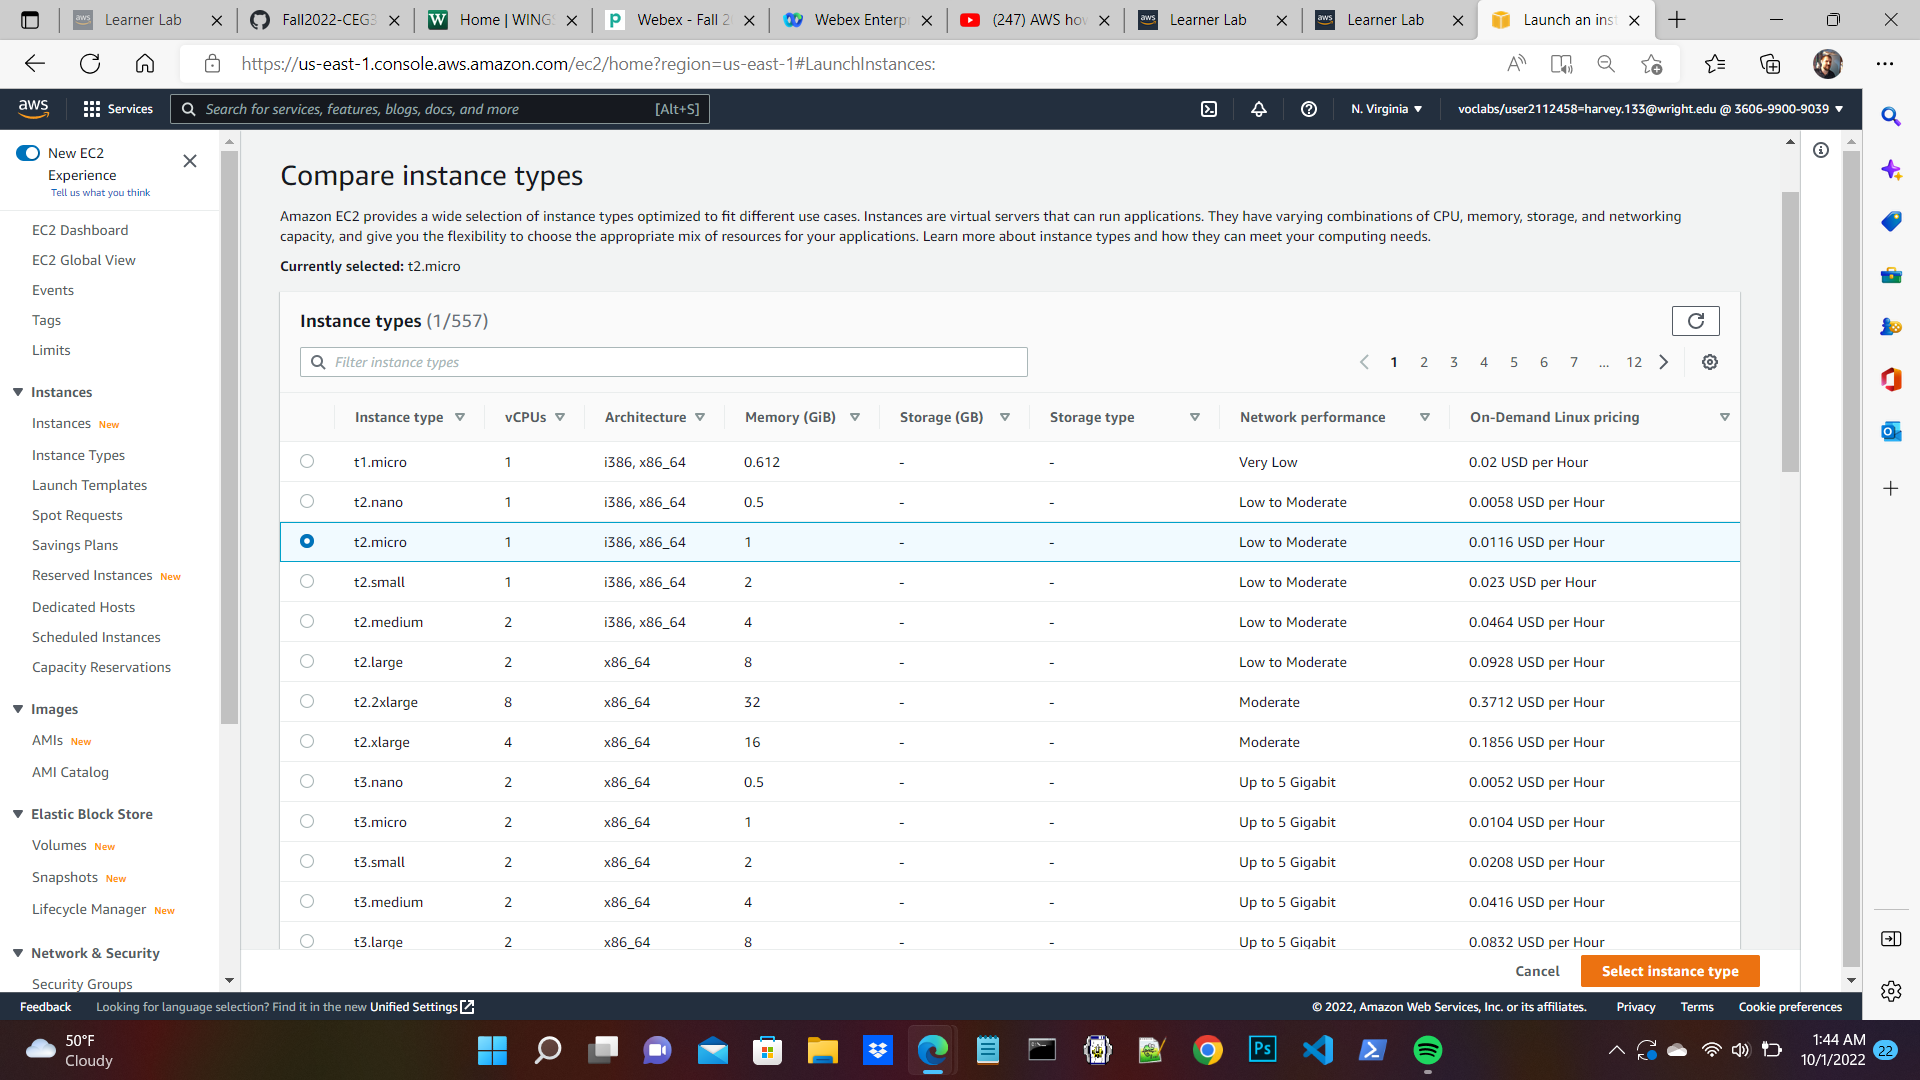 Learner Lab
Fall2022-CEG3
Home | WINGS
Webex - Fall 20
Webex Enterp
(247) AWS how
Learner Lab
Learner Lab
Launch an inst
https://us-east-1.console.aws.amazon.com/ec2/home?region=us-east-1#LaunchInstances:
aws
Services
Search for services, features, blogs, docs, and more
[Alt+S]
N. Virginia
voclabs/user2112458=harvey.133@wright.edu @ 3606-9900-9039
New EC2
Experience
Tell us what you think
EC2 Dashboard
EC2 Global View
Events
Tags
Limits
Instances
Instances New
Instance Types
Launch Templates
Spot Requests
Savings Plans
Reserved Instances New
Dedicated Hosts
Scheduled Instances
Capacity Reservations
Images
AMIs New
AMI Catalog
Elastic Block Store
Volumes New
Snapshots New
Lifecycle Manager New
Network & Security
Security Groups
Compare instance types
Amazon EC2 provides a wide selection of instance types optimized to fit different use cases. Instances are virtual servers that can run applications. They have varying combinations of CPU, memory, storage, and networking
capacity, and give you the flexibility to choose the appropriate mix of resources for your applications. Learn more about instance types and how they can meet your computing needs.
Currently selected: t2.micro
Instance types (1/557)
Filter instance types
1 2 3 4 5 6 7 ... 12
Instance type vCPUs Architecture Memory (GiB) Storage (GB) Storage type Network performance On-Demand Linux pricing
t1.micro 1 i386, x86_64 0.612 - - Very Low 0.02 USD per Hour
t2.nano 1 i386, x86_64 0.5 - - Low to Moderate 0.0058 USD per Hour
t2.micro 1 i386, x86_64 1 - - Low to Moderate 0.0116 USD per Hour
t2.small 1 i386, x86_64 2 - - Low to Moderate 0.023 USD per Hour
t2.medium 2 i386, x86_64 4 - - Low to Moderate 0.0464 USD per Hour
t2.large 2 x86_64 8 - - Low to Moderate 0.0928 USD per Hour
t2.2xlarge 8 x86_64 32 - - Moderate 0.3712 USD per Hour
t2.xlarge 4 x86_64 16 - - Moderate 0.1856 USD per Hour
t3.nano 2 x86_64 0.5 - - Up to 5 Gigabit 0.0052 USD per Hour
t3.micro 2 x86_64 1 - - Up to 5 Gigabit 0.0104 USD per Hour
t3.small 2 x86_64 2 - - Up to 5 Gigabit 0.0208 USD per Hour
t3.medium 2 x86_64 4 - - Up to 5 Gigabit 0.0416 USD per Hour
t3.large 2 x86_64 8 - - Up to 5 Gigabit 0.0832 USD per Hour
Cancel
Select instance type
Feedback
Looking for language selection? Find it in the new Unified Settings
© 2022, Amazon Web Services, Inc. or its affiliates.
Privacy
Terms
Cookie preferences
50°F
Cloudy
Ps
1:44 AM
10/1/2022
22